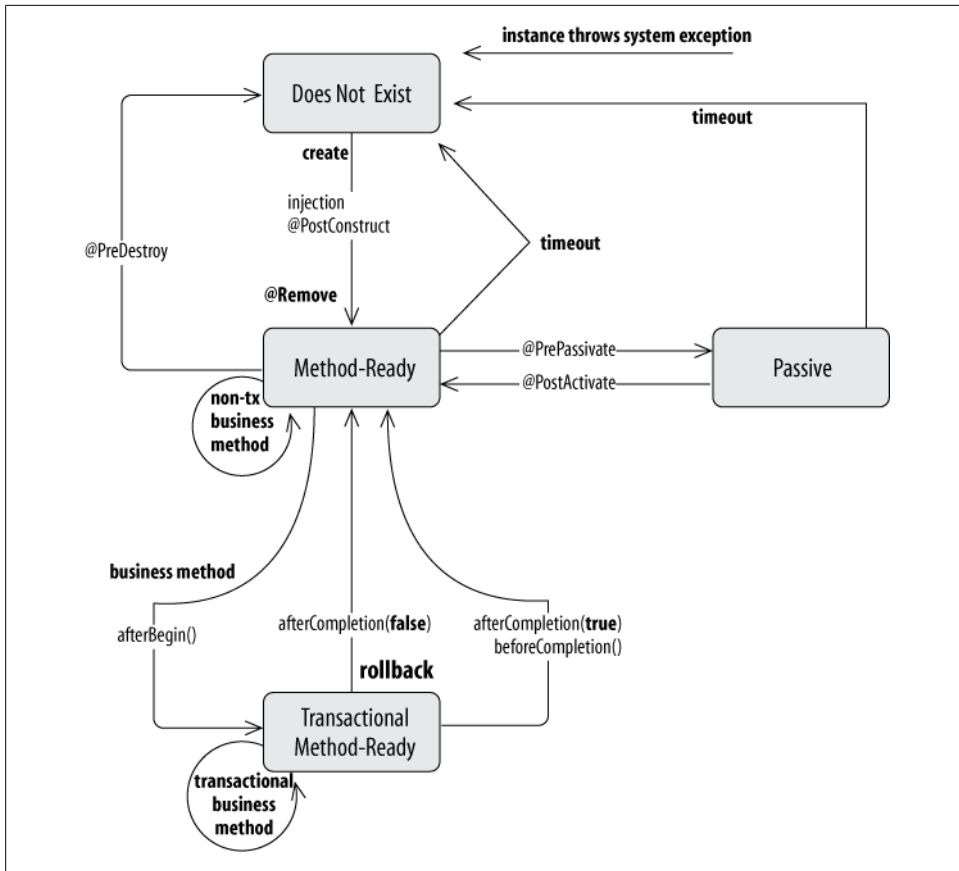 instance throws system exception
Does Not Exist
timeout
create
injection
@PostConstruct
@PreDestroy
timeout
@Remove
Method-Ready
@PrePassivate
@PostActivate
Passive
non-tx
business
method
business method
afterBegin()
afterCompletion(false)
afterCompletion(true)
beforeCompletion()
rollback
Transactional
Method-Ready
transactional
business
method